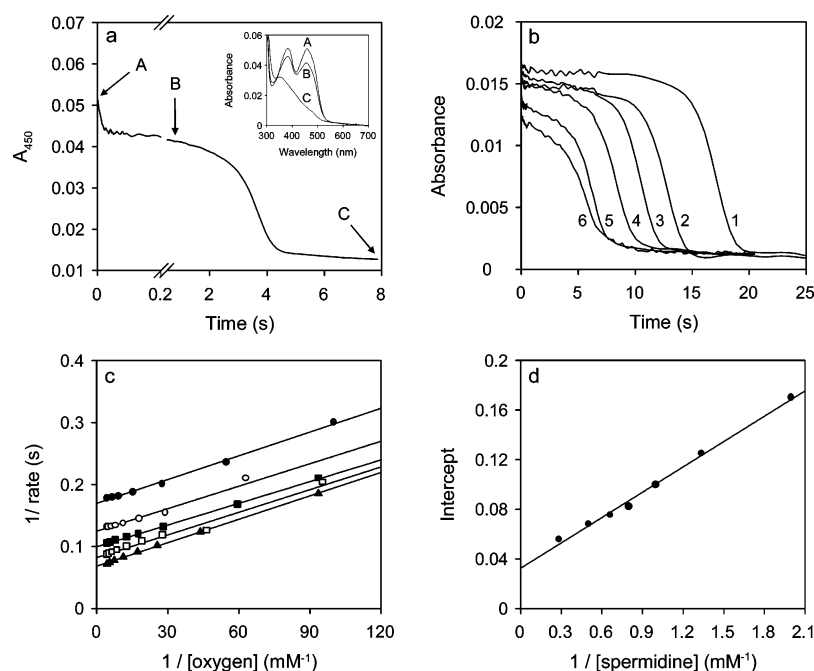 a
A
B
C
A₄₅₀
0.07
0.06
0.05
0.04
0.03
0.02
0.01
0 0.2 2 4 6 8
Time (s)
Absorbance
0.06
0.04
0.02
0
A
B
C
300 400 500 600 700
Wavelength (nm)
b
Absorbance
0.02
0.015
0.01
0.005
0
6 5 4 3 2 1
0 5 10 15 20 25
Time (s)
c
1/ rate (s)
0.4
0.3
0.2
0.1
0
0 30 60 90 120
1 / [oxygen] (mM⁻¹)
d
Intercept
0.2
0.16
0.12
0.08
0.04
0
0 0.3 0.6 0.9 1.2 1.5 1.8 2.1
1 / [spermidine] (mM⁻¹)